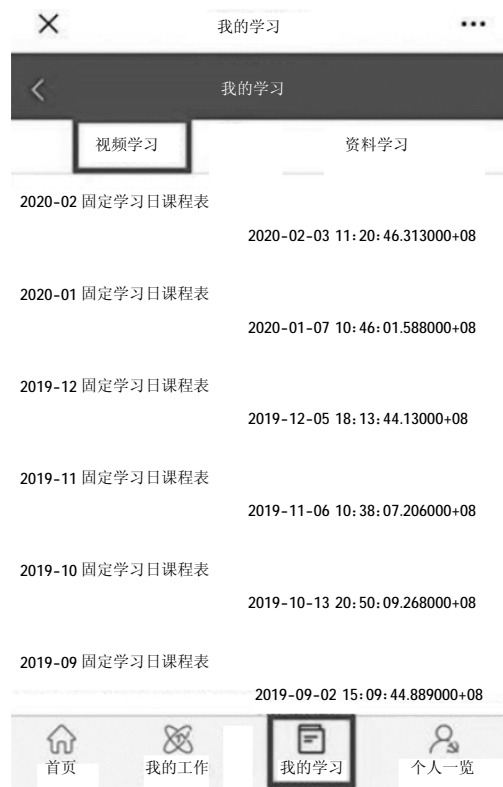 我的学习
我的学习
视频学习 资料学习
2020-02 固定学习日课程表
2020-02-03 11:20:46.313000+08
2020-01 固定学习日课程表
2020-01-07 10:46:01.588000+08
2019-12 固定学习日课程表
2019-12-05 18:13:44.13000+08
2019-11 固定学习日课程表
2019-11-06 10:38:07.206000+08
2019-10 固定学习日课程表
2019-10-13 20:50:09.268000+08
2019-09 固定学习日课程表
2019-09-02 15:09:44.889000+08
首页 我的工作 我的学习 个人一览